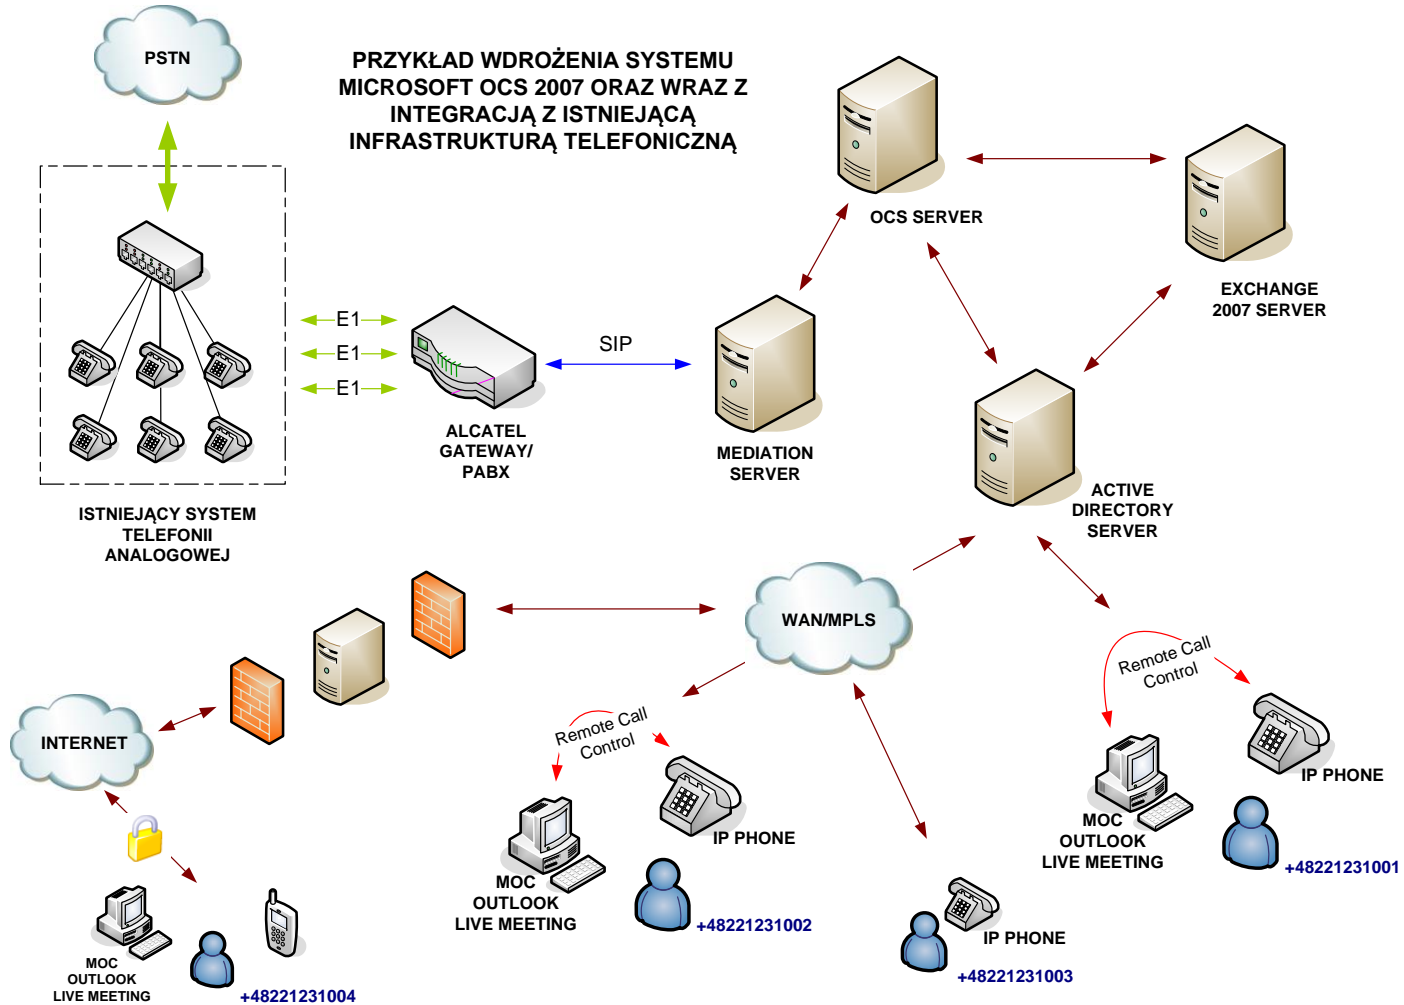 PSTN
PRZYKŁAD WDROŻENIA SYSTEMU
MICROSOFT OCS 2007 ORAZ WRAZ Z
INTEGRACJĄ Z ISTNIEJĄCĄ
INFRASTRUKTURĄ TELEFONICZNĄ
OCS SERVER
EXCHANGE
2007 SERVER
E1
E1
E1
SIP
ALCATEL
GATEWAY/
PABX
MEDIATION
SERVER
ACTIVE
DIRECTORY
SERVER
ISTNIEJĄCY SYSTEM
TELEFONII
ANALOGOWEJ
WAN/MPLS
INTERNET
Remote Call
Control
IP PHONE
MOC
OUTLOOK
LIVE MEETING
+48221231001
Remote Call
Control
IP PHONE
MOC
OUTLOOK
LIVE MEETING
+48221231002
IP PHONE
+48221231003
MOC
OUTLOOK
LIVE MEETING
+48221231004